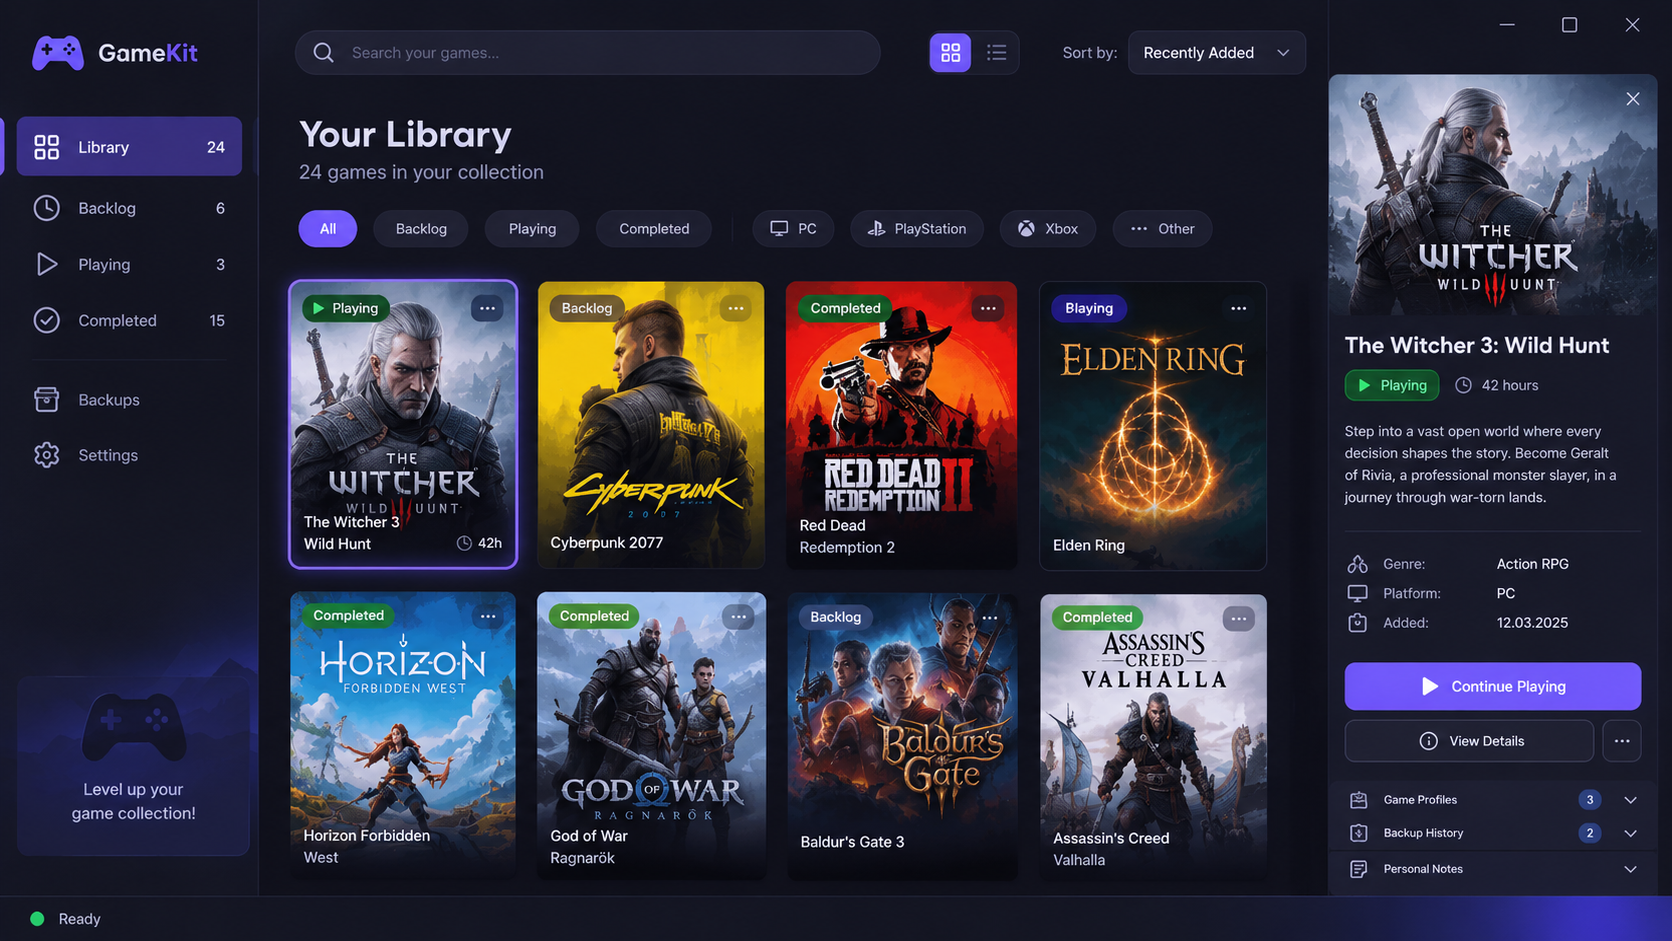 GameKit
Library 24
Backlog 6
Playing 3
Completed 15
Backups
Settings
Level up your
game collection!
Ready
Search your games...
Sort by: Recently Added
Your Library
24 games in your collection
All Backlog Playing Completed PC PlayStation Xbox Other
Playing
THE
WITCHER
WILD HUUNT
The Witcher 3
Wild Hunt 42h
Backlog
CYBERPUNK
2077
Cyberpunk 2077
Completed
RED DEAD
REDEMPTION II
Red Dead
Redemption 2
Blaying
ELDEN RING
Elden Ring
Completed
HORIZON
FORBIDDEN WEST
Horizon Forbidden
West
Completed
GOD OF WAR
RAGNARÖK
God of War
Ragnarök
Backlog
Baldur's
Gate
Baldur's Gate 3
Completed
ASSASSIN'S
CREED
VALHALLA
Assassin's Creed
Valhalla
THE
WITCHER
WILD HUUNT
The Witcher 3: Wild Hunt
Playing 42 hours
Step into a vast open world where every
decision shapes the story. Become Geralt
of Rivia, a professional monster slayer, in a
journey through war-torn lands.
Genre: Action RPG
Platform: PC
Added: 12.03.2025
Continue Playing
View Details
Game Profiles 3
Backup History 2
Personal Notes